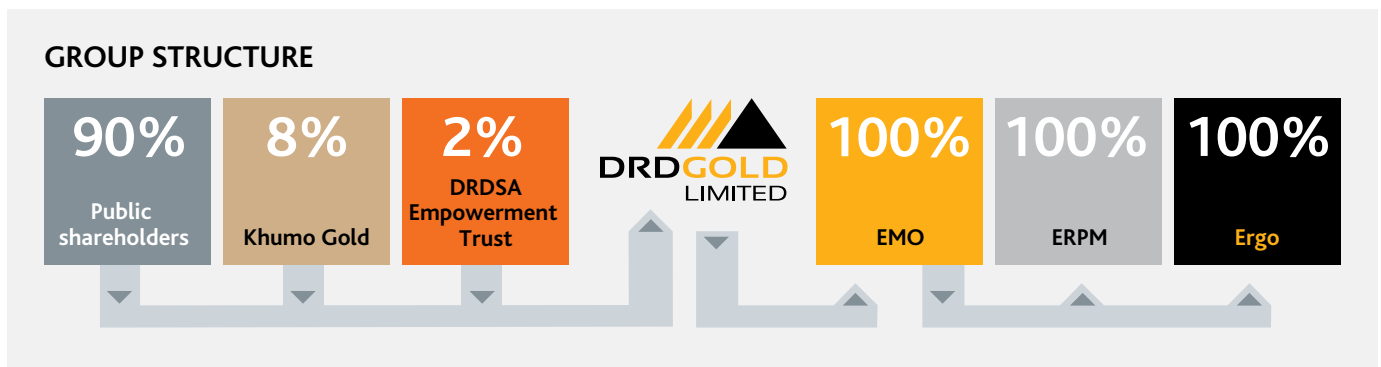 GROUP STRUCTURE
90%
Public
shareholders
8%
Khumo Gold
2%
DRDSA
Empowerment
Trust
DRDGOLD
LIMITED
100%
EMO
100%
ERPM
100%
Ergo